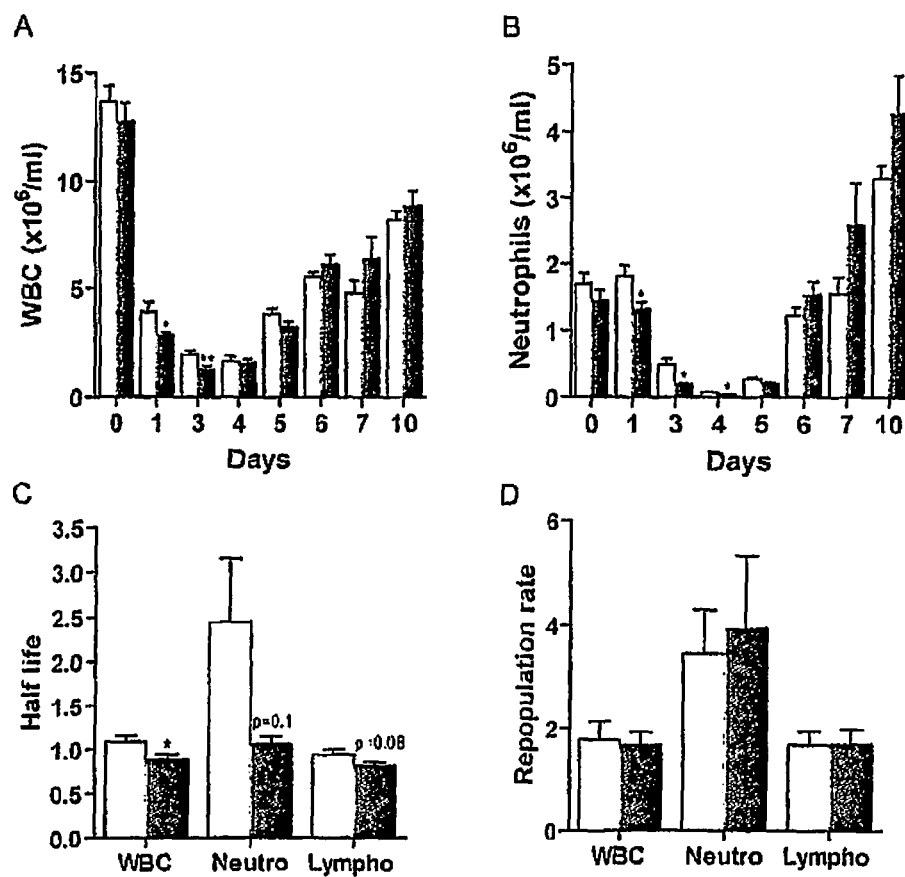 A
WBC (x10⁶/ml)
15
10
5
0
*
**
0 1 3 4 5 6 7 10
Days
B
Neutrophils (x10⁶/ml)
5
4
3
2
1
0
*
*
*
0 1 3 4 5 6 7 10
Days
C
Half life
3.5
3.0
2.5
2.0
1.5
1.0
0.5
0.0
*
p=0.1
p=0.08
WBC Neutro Lympho
D
Repopulation rate
6
4
2
0
WBC Neutro Lympho